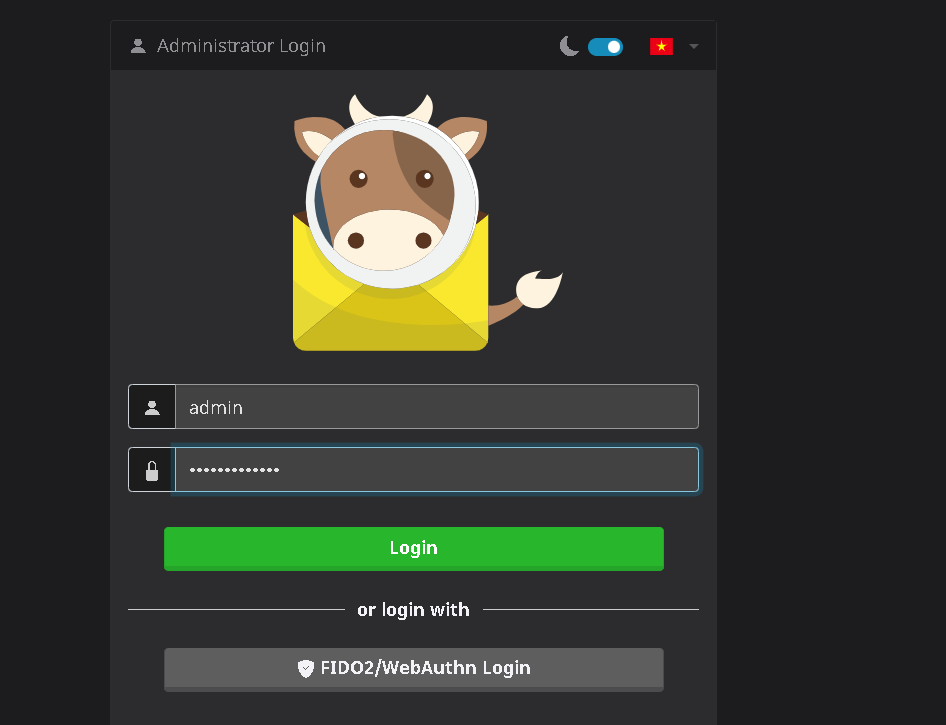 Administrator Login
admin
•••••••••••••
Login
or login with
FIDO2/WebAuthn Login